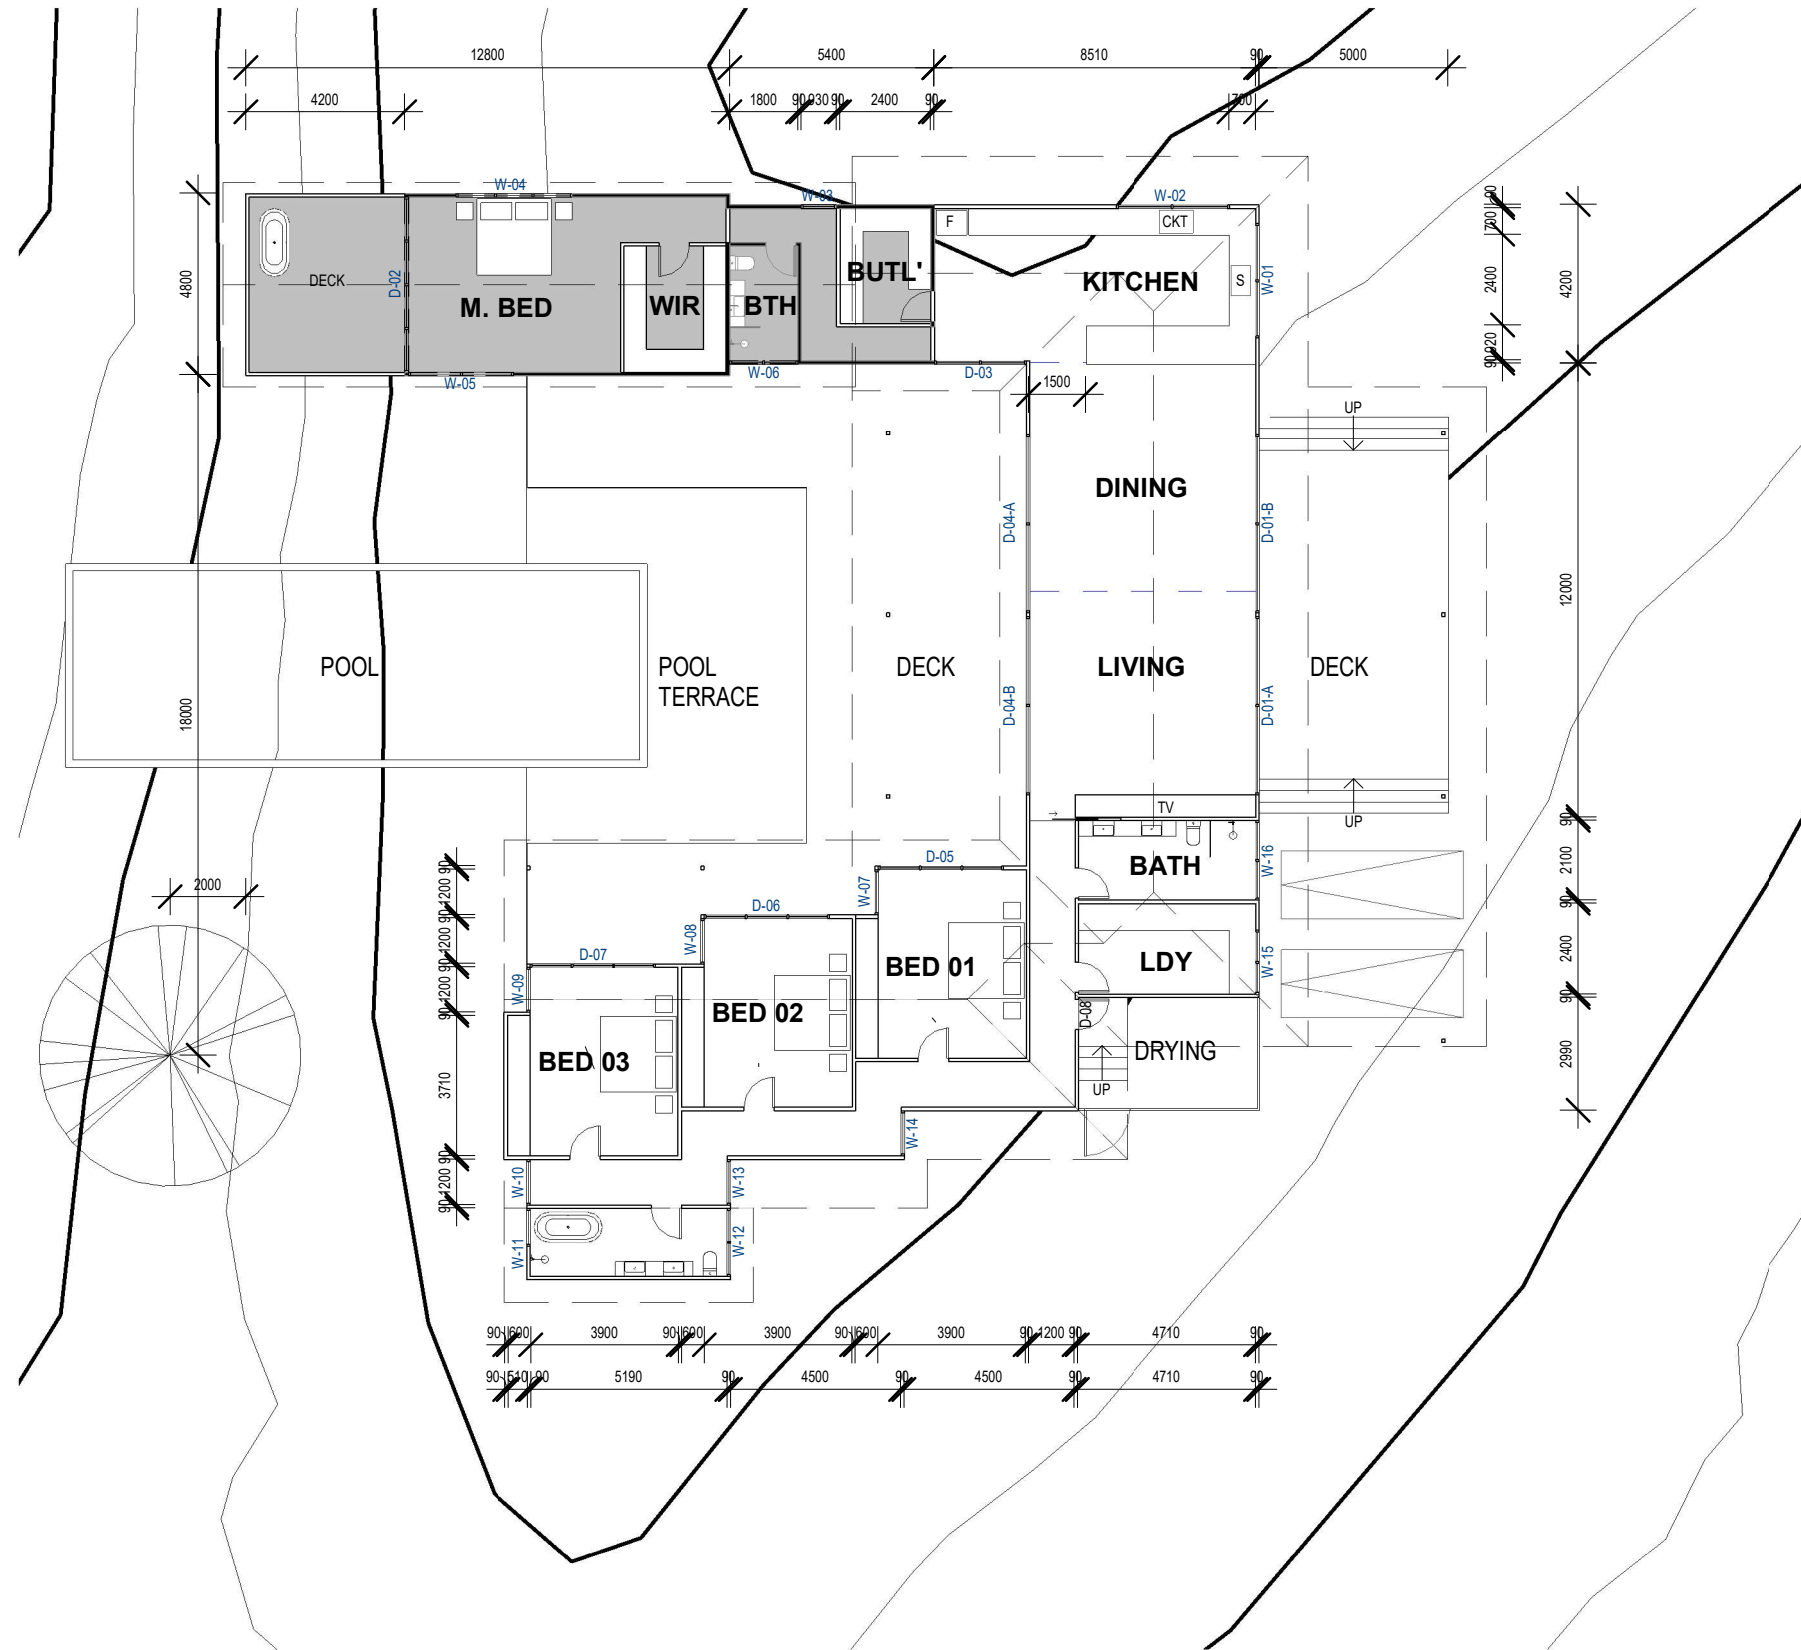 12800
5400
8510
90
5000
4200
1800
90
930
90
2400
90
700
W-04
W-03
W-02
F
CKT
90
700
2400
920
90
4200
4800
DECK
D-02
M. BED
WIR
BTH
BUTL'
KITCHEN
S
W-01
W-05
W-06
D-03
1500
UP
DINING
D-04-A
D-01-B
12000
18000
POOL
POOL
TERRACE
DECK
LIVING
DECK
D-04-B
D-01-A
TV
UP
2000
90
1200
90
1200
90
1200
90
3710
90
1200
90
D-05
W-07
BATH
W-16
90
2100
90
2400
90
2990
D-06
W-08
D-07
W-09
BED 01
LDY
W-15
BED 02
D-08
BED 03
DRYING
UP
W-14
W-10
W-13
W-11
W-12
90
600
3900
90
600
3900
90
600
3900
90
1200
90
4710
90
90
510
90
5190
90
4500
90
4500
90
4710
90